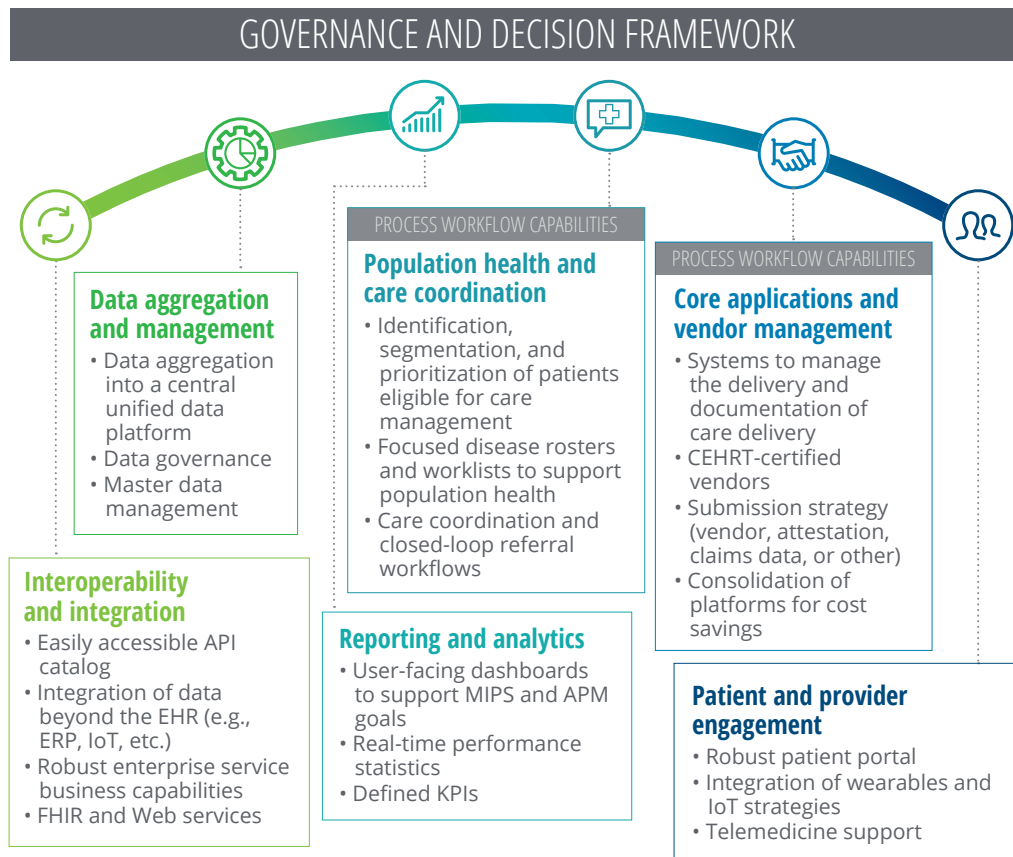 GOVERNANCE AND DECISION FRAMEWORK
Data aggregation
and management
• Data aggregation
into a central
unified data
platform
• Data governance
• Master data
management
PROCESS WORKFLOW CAPABILITIES
Population health and
care coordination
• Identification,
segmentation, and
prioritization of patients
eligible for care
management
• Focused disease rosters
and worklists to support
population health
• Care coordination and
closed-loop referral
workflows
PROCESS WORKFLOW CAPABILITIES
Core applications and
vendor management
• Systems to manage
the delivery and
documentation of
care delivery
• CEHRT-certified
vendors
• Submission strategy
(vendor, attestation,
claims data, or other)
• Consolidation of
platforms for cost
savings
Interoperability
and integration
• Easily accessible API
catalog
• Integration of data
beyond the EHR (e.g.,
ERP, IoT, etc.)
• Robust enterprise service
business capabilities
• FHIR and Web services
Reporting and analytics
• User-facing dashboards
to support MIPS and APM
goals
• Real-time performance
statistics
• Defined KPIs
Patient and provider
engagement
• Robust patient portal
• Integration of wearables and
IoT strategies
• Telemedicine support